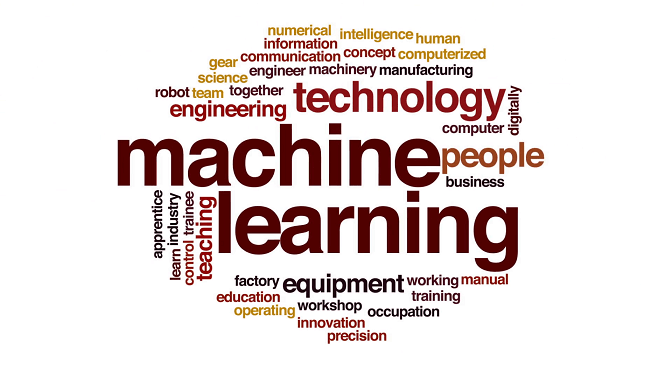 numerical
intelligence
human
information
communication
concept
computerized
gear
engineer
machinery
manufacturing
science
robot
team
together
technology
digitally
engineering
computer
machine
people
business
learning
apprentice
learn
industry
control
trainee
teaching
factory
equipment
working
manual
education
workshop
training
operating
occupation
innovation
precision